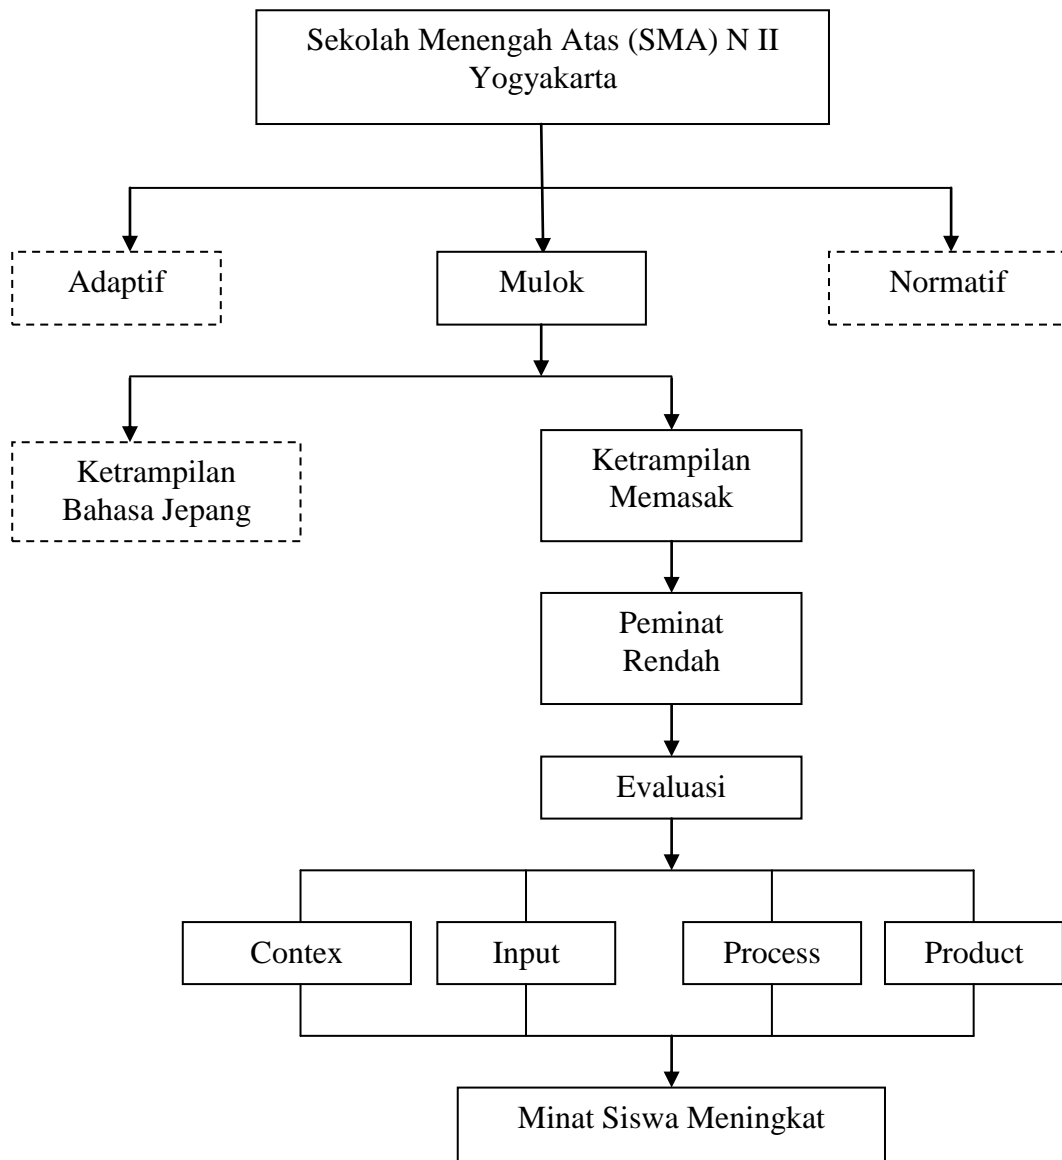 Sekolah Menengah Atas (SMA) N II
Yogyakarta
Adaptif
Mulok
Normatif
Ketrampilan
Bahasa Jepang
Ketrampilan
Memasak
Peminat
Rendah
Evaluasi
Contex
Input
Process
Product
Minat Siswa Meningkat